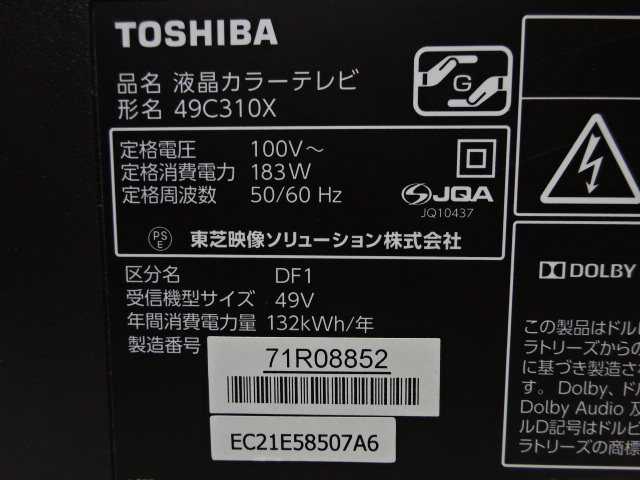 TOSHIBA
品名 液晶カラーテレビ
形名 49C310X
G
定格電圧 100V～
定格消費電力 183W
定格周波数 50/60 Hz
JQA
JQ10437
PS
E
東芝映像ソリューション株式会社
区分名 DF1
受信機型サイズ 49V
年間消費電力量 132kWh/年
製造番号
71R08852
EC21E58507A6
DOLBY
この製品はドル
ラトリーズからの
に基づき製造され
す。Dolby、ドル
Dolby Audio 及
ルD記号はドルビ
ラトリーズの商標